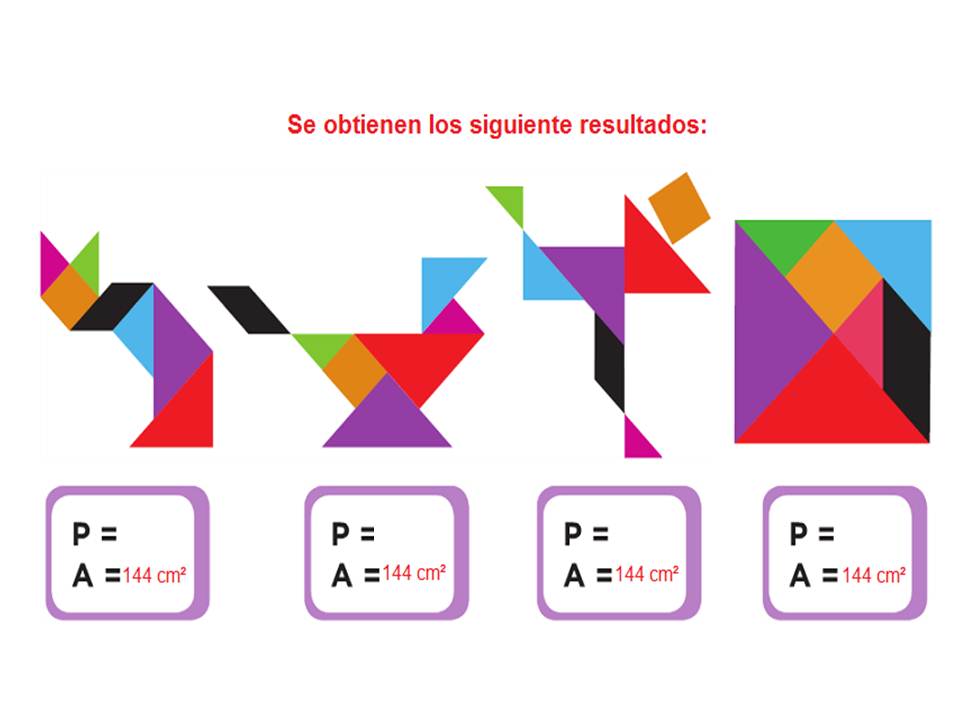 Se obtienen los siguiente resultados:
P =
A = 144 cm²
P =
A = 144 cm²
P =
A = 144 cm²
P =
A = 144 cm²